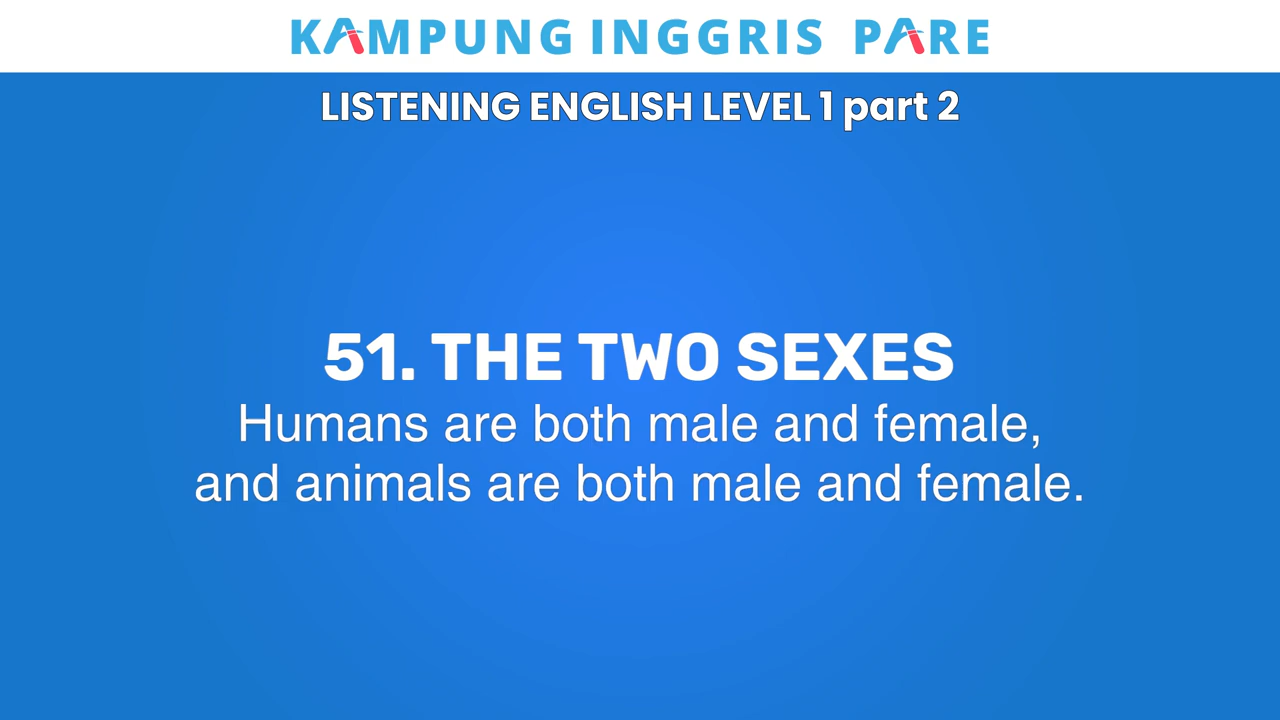 KAMPUNG INGGRIS PARE
LISTENING ENGLISH LEVEL 1 part 2
51. THE TWO SEXES
Humans are both male and female,
and animals are both male and female.